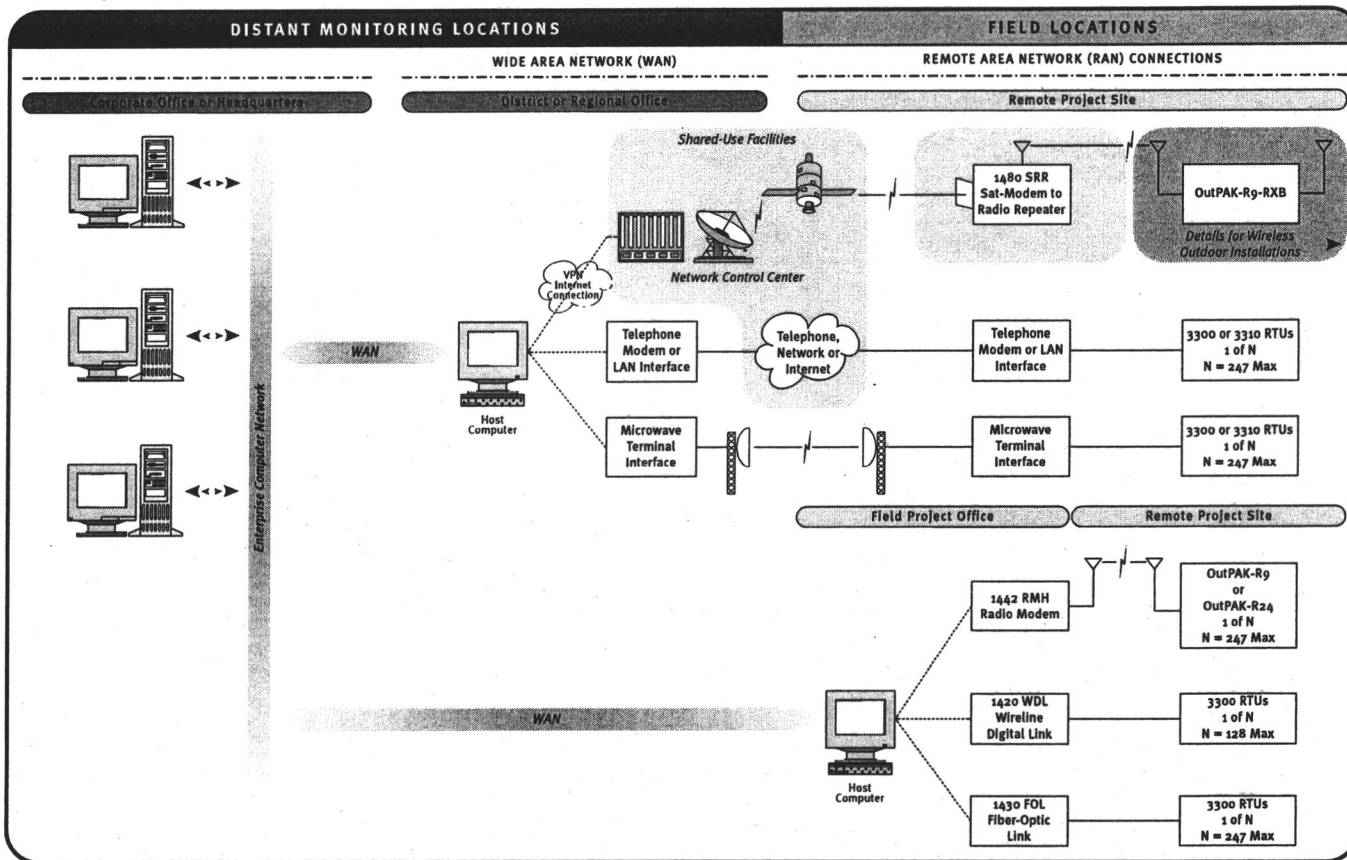 DISTANT MONITORING LOCATIONS
FIELD LOCATIONS
WIDE AREA NETWORK (WAN)
REMOTE AREA NETWORK (RAN) CONNECTIONS
Corporate Office or Headquarters
District or Regional Office
Remote Project Site
Shared-Use Facilities
1480 SRR
Sat-Modem to
Radio Repeater
OutPAK-R9-RXB
Details for Wireless
Outdoor Installations
Network Control Center
VPN
Internet
Connection
Enterprise Computer Network
WAN
Host
Computer
Telephone
Modem or
LAN Interface
Telephone,
Network or
Internet
Telephone
Modem or LAN
Interface
3300 or 3310 RTUs
1 of N
N = 247 Max
Microwave
Terminal
Interface
Microwave
Terminal
Interface
3300 or 3310 RTUs
1 of N
N = 247 Max
Field Project Office
Remote Project Site
1442 RMH
Radio Modem
OutPAK-R9
or
OutPAK-R24
1 of N
N = 247 Max
WAN
Host
Computer
1420 WDL
Wireline
Digital Link
3300 RTUs
1 of N
N = 128 Max
1430 FOL
Fiber-Optic
Link
3300 RTUs
1 of N
N = 247 Max